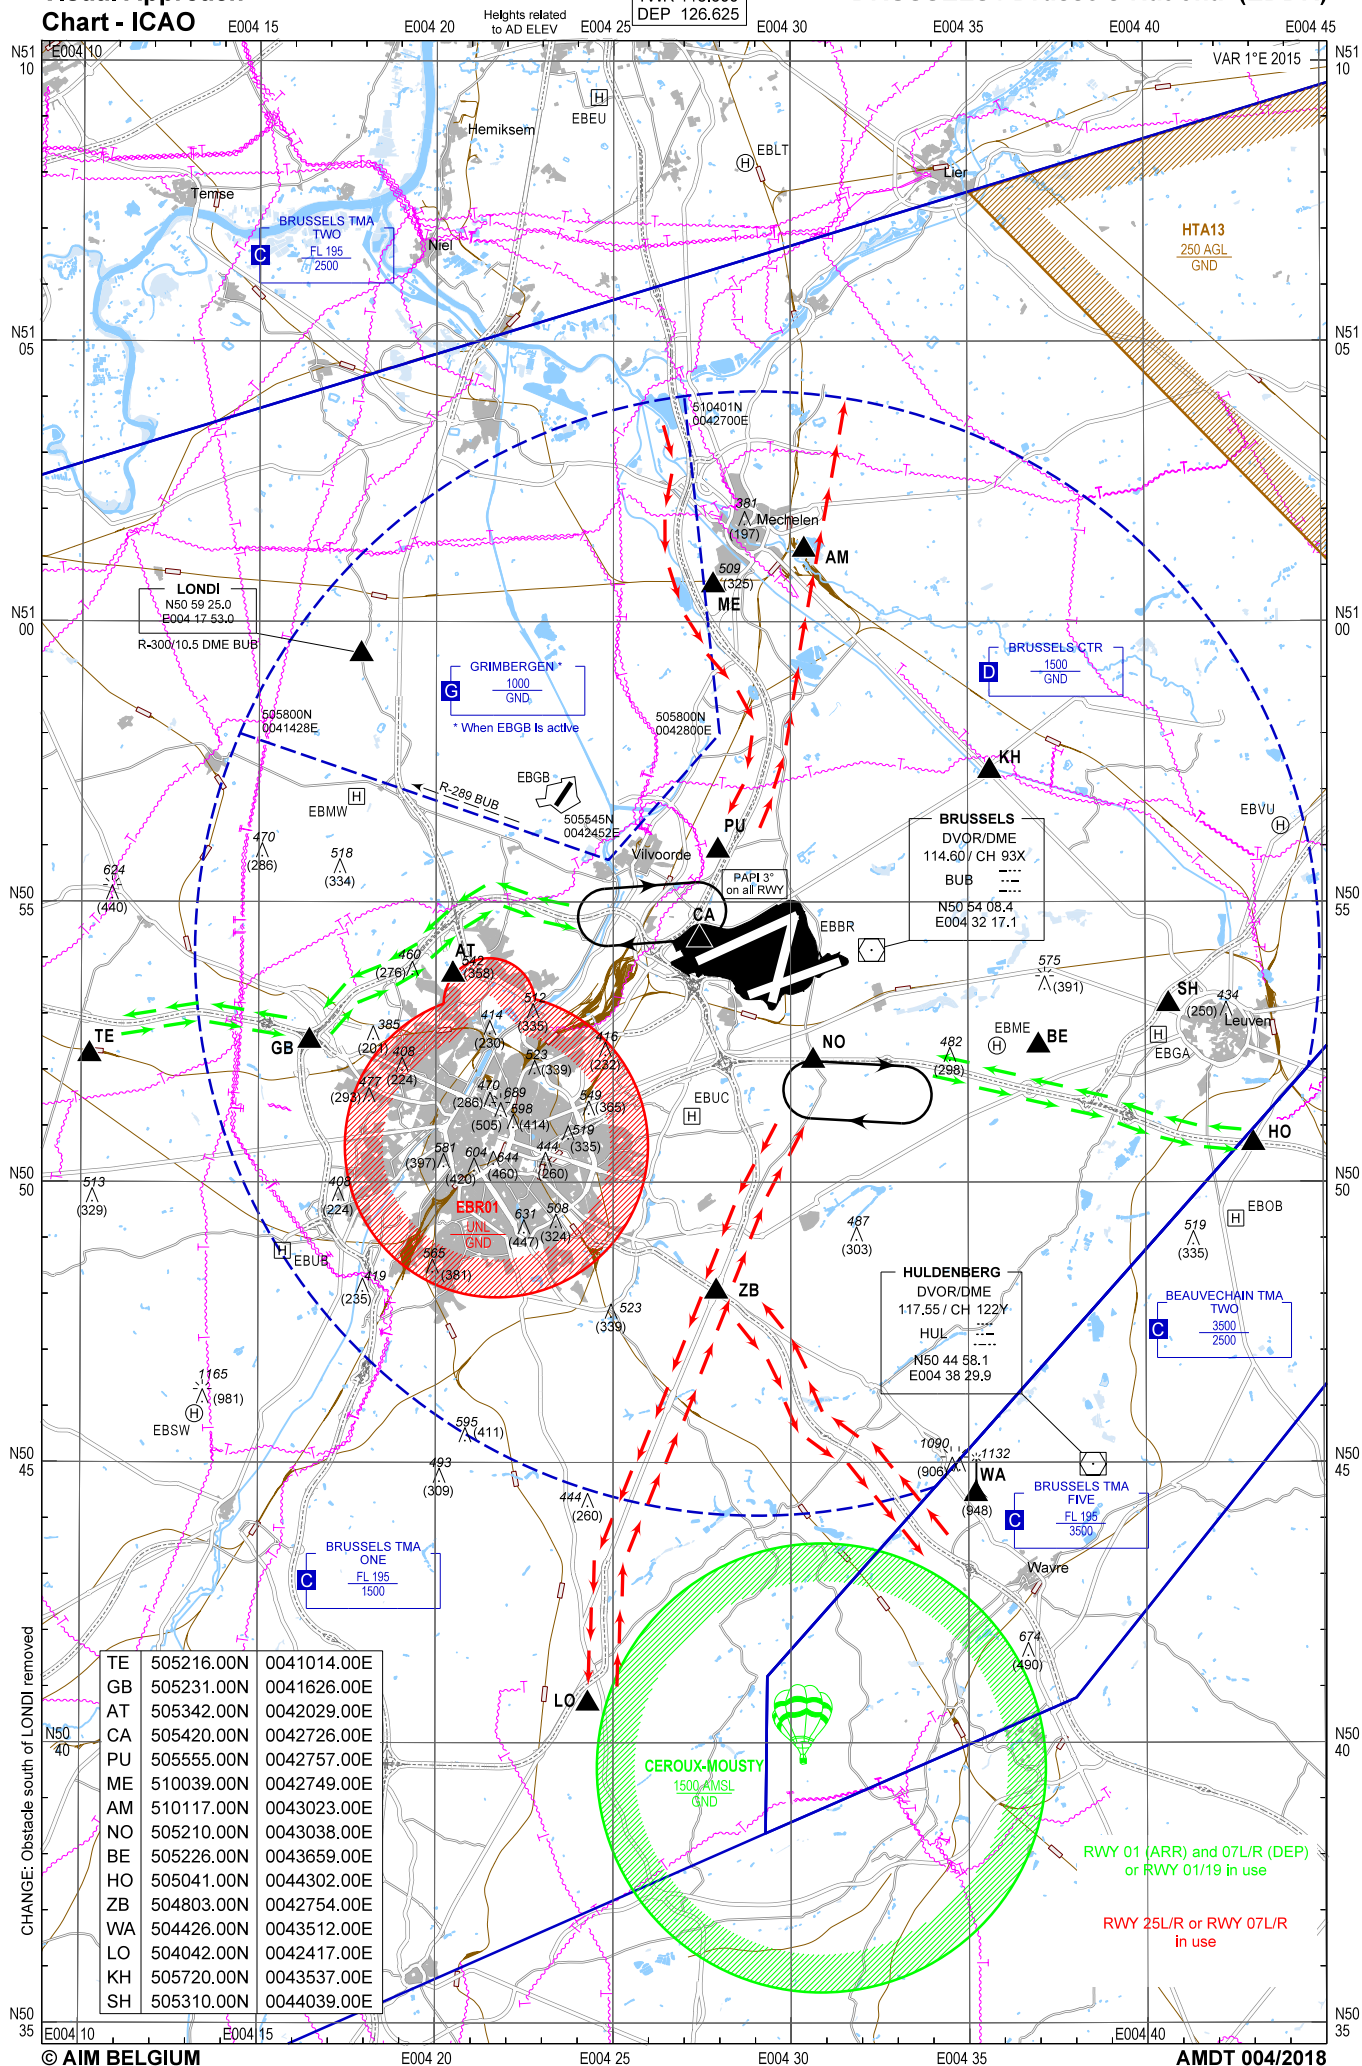 Chart - ICAO
Heights related
to AD ELEV
DEP 126.625
E004 15
E004 20
E004 25
E004 30
E004 35
E004 40
E004 45
N51
10
E004 10
VAR 1°E 2015
N51
10
EBEU
Hemiksem
EBLT
Lier
Temse
BRUSSELS TMA
TWO
FL 195
2500
C
Niel
HTA13
250 AGL
GND
N51
05
N51
05
510401N
0042700E
381
(197)
Mechelen
AM
509
(325)
ME
LONDI
N50 59 25.0
E004 17 53.0
R-300/10.5 DME BUB
N51
00
N51
00
GRIMBERGEN *
1000
GND
G
* When EBGB is active
BRUSSELS CTR
1500
GND
D
505800N
0041428E
505800N
0042800E
KH
EBGB
R-289 BUB
EBMW
505545N
0042452E
PU
Vilvoorde
EBVU
BRUSSELS
DVOR/DME
114.60 / CH 93X
BUB
N50 54 08.4
E004 32 17.1
470
(286)
518
(334)
624
(440)
PAPI 3°
on all RWY
N50
55
N50
55
CA
EBBR
AT
542
(358)
460
(276)
575
(391)
SH
434
(250)
Leuven
TE
GB
385
(201)
408
(224)
477
(293)
414
(230)
512
(335)
416
(232)
523
(339)
NO
482
(298)
EBME
BE
EBGA
470
(286)
689
(505)
598
(414)
549
(365)
519
(335)
EBUC
HO
581
(397)
604
(420)
644
(460)
444
(260)
N50
50
N50
50
513
(329)
408
(224)
EBR01
UNL
GND
631
(447)
508
(324)
487
(303)
EBOB
519
(335)
EBUB
419
(235)
565
(381)
ZB
523
(339)
HULDENBERG
DVOR/DME
117.55 / CH 122Y
HUL
N50 44 58.1
E004 38 29.9
BEAUVECHAIN TMA
TWO
3500
2500
C
1165
(981)
EBSW
595
(411)
493
(309)
444
(260)
1090
(906)
1132
WA
(948)
N50
45
N50
45
BRUSSELS TMA
FIVE
FL 195
3500
C
BRUSSELS TMA
ONE
FL 195
1500
C
Wavre
674
(490)
LO
CEROUX-MOUSTY
1500 AMSL
GND
N50
40
N50
40
CHANGE: Obstacle south of LONDI removed
TE 505216.00N 0041014.00E
GB 505231.00N 0041626.00E
AT 505342.00N 0042029.00E
CA 505420.00N 0042726.00E
PU 505555.00N 0042757.00E
ME 510039.00N 0042749.00E
AM 510117.00N 0043023.00E
NO 505210.00N 0043038.00E
BE 505226.00N 0043659.00E
HO 505041.00N 0044302.00E
ZB 504803.00N 0042754.00E
WA 504426.00N 0043512.00E
LO 504042.00N 0042417.00E
KH 505720.00N 0043537.00E
SH 505310.00N 0044039.00E
RWY 01 (ARR) and 07L/R (DEP)
or RWY 01/19 in use
RWY 25L/R or RWY 07L/R
in use
N50
35
N50
35
E004 10
E004 15
E004 20
E004 25
E004 30
E004 35
E004 40
© AIM BELGIUM
AMDT 004/2018